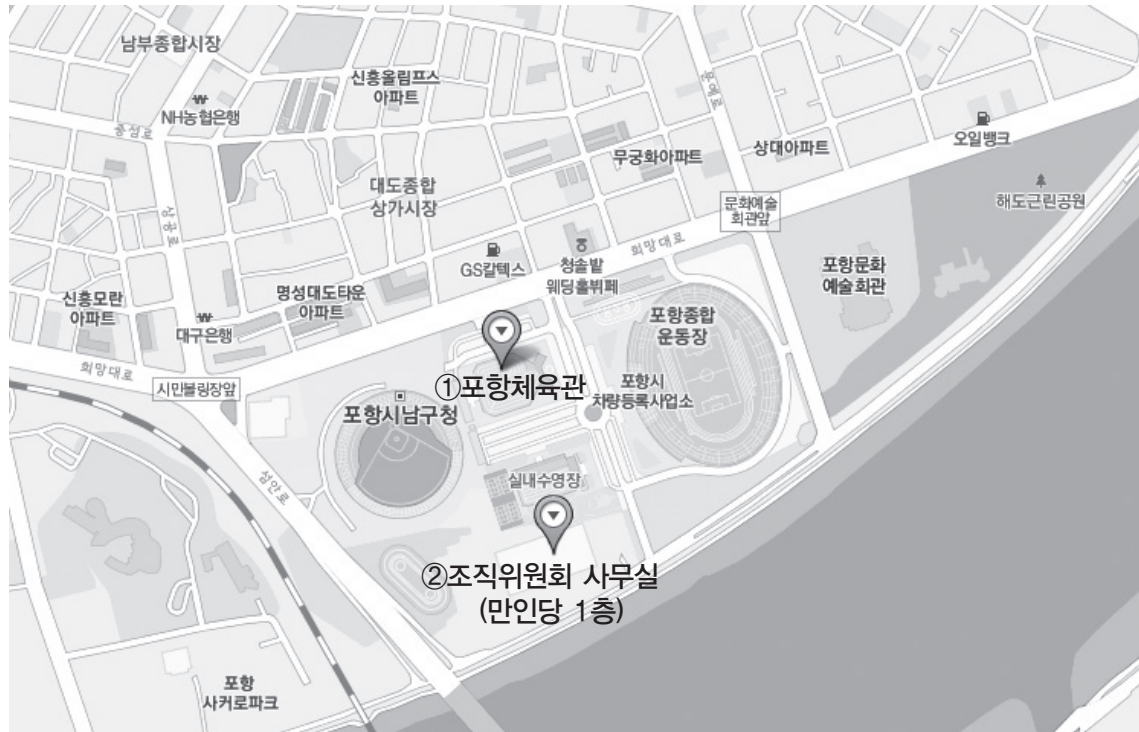 남부종합시장
신흥올림프스
아파트
₩
NH농협은행
중섬로
문예로
오일뱅크
상대아파트
무궁화아파트
대도종합
상가시장
해도근린공원
문화예술
회관앞
상공로
희망대로
GS칼텍스
청솔밭
웨딩홀뷔페
포항문화
예술회관
신흥모란
아파트
명성대도타운
아파트
₩
대구은행
포항종합
운동장
희망대로
시민볼링장앞
①포항체육관
포항시
차량등록사업소
포항시남구청
섬안로
실내수영장
②조직위원회 사무실
(만인당 1층)
포항
사커로파크